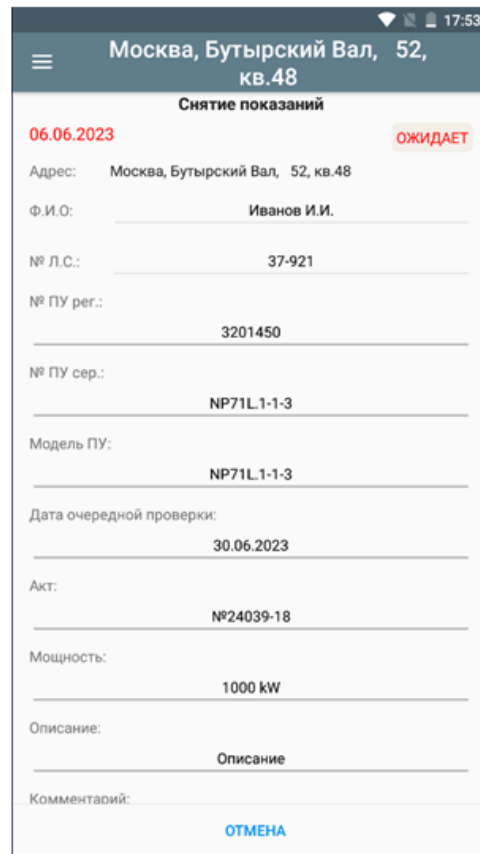 17:53
Москва, Бутырский Вал, 52,
кв.48
Снятие показаний
06.06.2023 ОЖИДАЕТ
Адрес: Москва, Бутырский Вал, 52, кв.48
Ф.И.О: Иванов И.И.
№ Л.С.: 37-921
№ ПУ рег.:
3201450
№ ПУ сер.:
NP71L.1-1-3
Модель ПУ:
NP71L.1-1-3
Дата очередной проверки:
30.06.2023
Акт:
№24039-18
Мощность:
1000 kW
Описание:
Описание
Комментарий:
ОТМЕНА